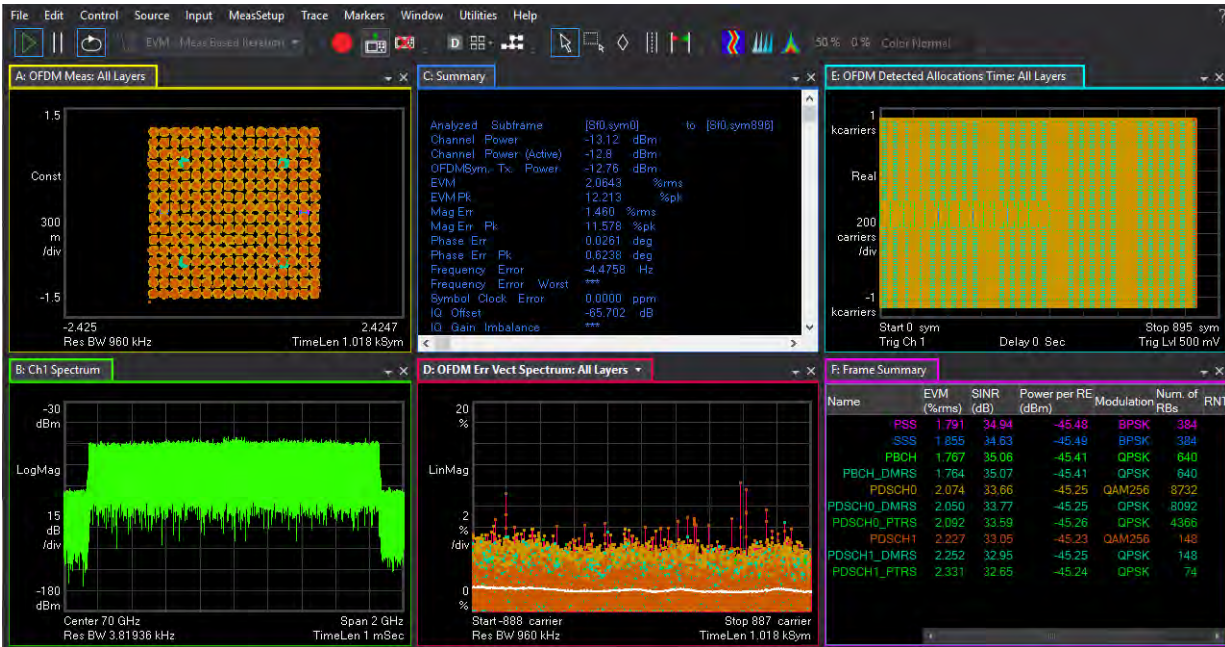 File Edit Control Source Input MeasSetup Trace Markers Window Utilities Help
EVM Meas Based Iteration
D
50 % 0 % Color Normal
A: OFDM Meas: All Layers
1.5
Const
300
m
/div
-1.5
-2.425 2.4247
Res BW 960 kHz TimeLen 1.018 kSym
C: Summary
Analyzed Subframe [Sf0,sym0] to [Sf0,sym896]
Channel Power -13.12 dBm
Channel Power (Active) -12.8 dBm
OFDMSym. Tx. Power -12.76 dBm
EVM 2.0643 %rms
EVM Pk 12.213 %pk
Mag Err 1.460 %rms
Mag Err Pk 11.578 %pk
Phase Err 0.0261 deg
Phase Err Pk 0.6238 deg
Frequency Error -4.4758 Hz
Frequency Error Worst ***
Symbol Clock Error 0.0000 ppm
IQ Offset -65.702 dB
IQ Gain Imbalance ***
E: OFDM Detected Allocations Time: All Layers
1
kcarriers
Real
200
carriers
/div
-1
kcarriers
Start 0 sym Stop 895 sym
Trig Ch 1 Delay 0 Sec Trig Lvl 500 mV
B: Ch1 Spectrum
-30
dBm
LogMag
15
dB
/div
-180
dBm
Center 70 GHz Span 2 GHz
Res BW 3.81936 kHz TimeLen 1 mSec
D: OFDM Err Vect Spectrum: All Layers
20
%
LinMag
2
%
/div
0
%
Start -888 carrier Stop 887 carrier
Res BW 960 kHz TimeLen 1.018 kSym
F: Frame Summary
Name EVM (%rms) SINR (dB) Power per RE (dBm) Modulation Num. of RBs RNT
PSS 1.791 34.94 -45.48 BPSK 384
SSS 1.855 34.63 -45.49 BPSK 384
PBCH 1.767 35.06 -45.41 QPSK 640
PBCH_DMRS 1.764 35.07 -45.41 QPSK 640
PDSCH0 2.074 33.66 -45.25 QAM256 8732
PDSCH0_DMRS 2.050 33.77 -45.25 QPSK 8092
PDSCH0_PTRS 2.092 33.59 -45.26 QPSK 4366
PDSCH1 2.227 33.05 -45.23 QAM256 148
PDSCH1_DMRS 2.252 32.95 -45.25 QPSK 148
PDSCH1_PTRS 2.331 32.65 -45.24 QPSK 74